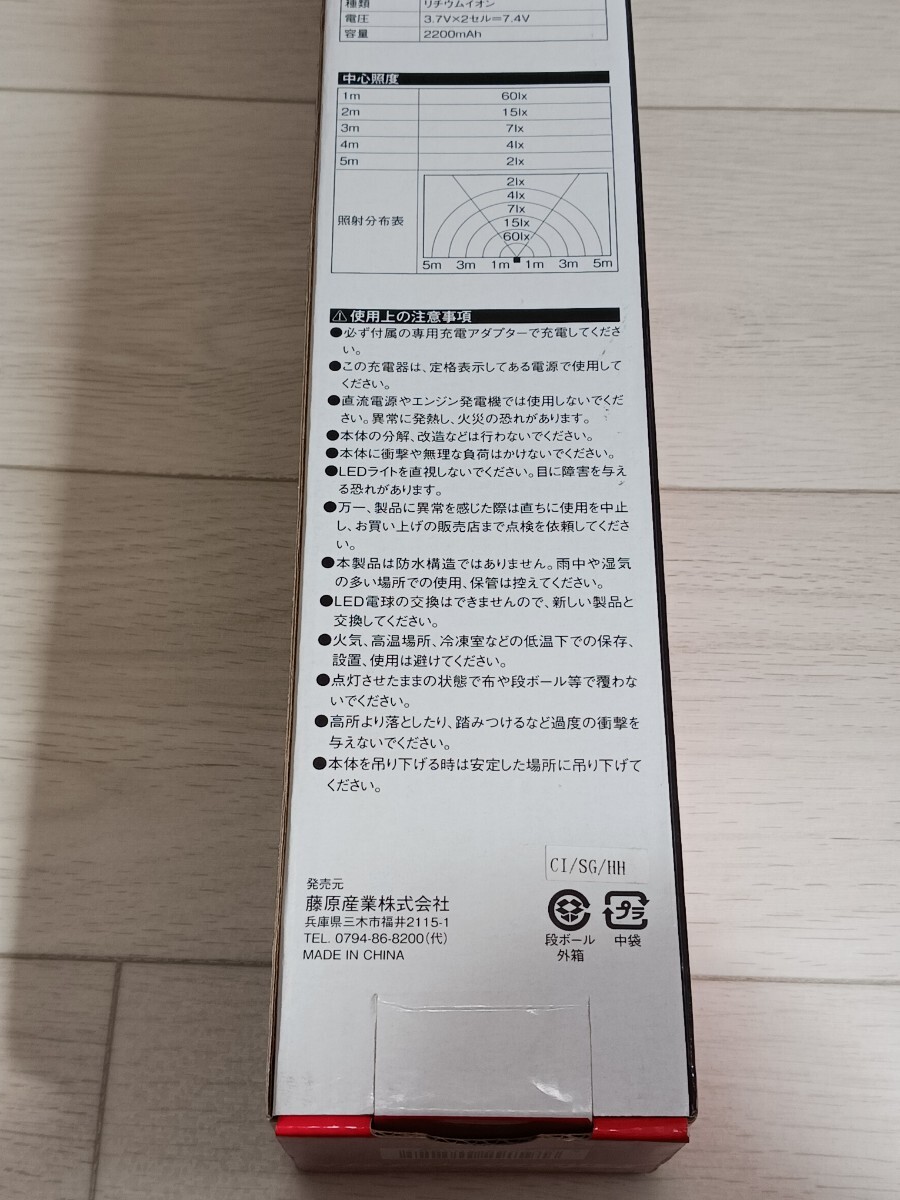 種類 リチウムイオン
電圧 3.7V×2セル=7.4V
容量 2200mAh
中心照度
1m 60lx
2m 15lx
3m 7lx
4m 4lx
5m 2lx
照射分布表
2lx
4lx
7lx
15lx
60lx
5m 3m 1m 1m 3m 5m
⚠使用上の注意事項
●必ず付属の専用充電アダプターで充電してくださ
い。
●この充電器は、定格表示してある電源で使用して
ください。
●直流電源やエンジン発電機では使用しないでくだ
さい。異常に発熱し、火災の恐れがあります。
●本体の分解、改造などは行わないでください。
●本体に衝撃や無理な負荷はかけないでください。
●LEDライトを直視しないでください。目に障害を与え
る恐れがあります。
●万一、製品に異常を感じた際は直ちに使用を中止
し、お買い上げの販売店まで点検を依頼してくださ
い。
●本製品は防水構造ではありません。雨中や湿気
の多い場所での使用、保管は控えてください。
●LED電球の交換はできませんので、新しい製品と
交換してください。
●火気、高温場所、冷凍室などの低温下での保存、
設置、使用は避けてください。
●点灯させたままの状態で布や段ボール等で覆わな
いでください。
●高所より落としたり、踏みつけるなど過度の衝撃を
与えないでください。
●本体を吊り下げる時は安定した場所に吊り下げて
ください。
CI/SG/HH
発売元
藤原産業株式会社
兵庫県三木市福井2115-1
TEL. 0794-86-8200(代)
MADE IN CHINA
プラ
段ボール 中袋
外箱